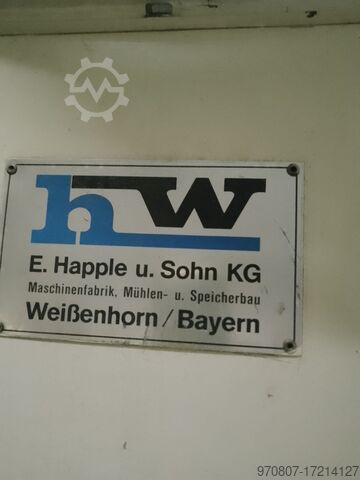 hW
E. Happle u. Sohn KG
Maschinenfabrik, Mühlen- u. Speicherbau
Weißenhorn/Bayern
970807-17214127